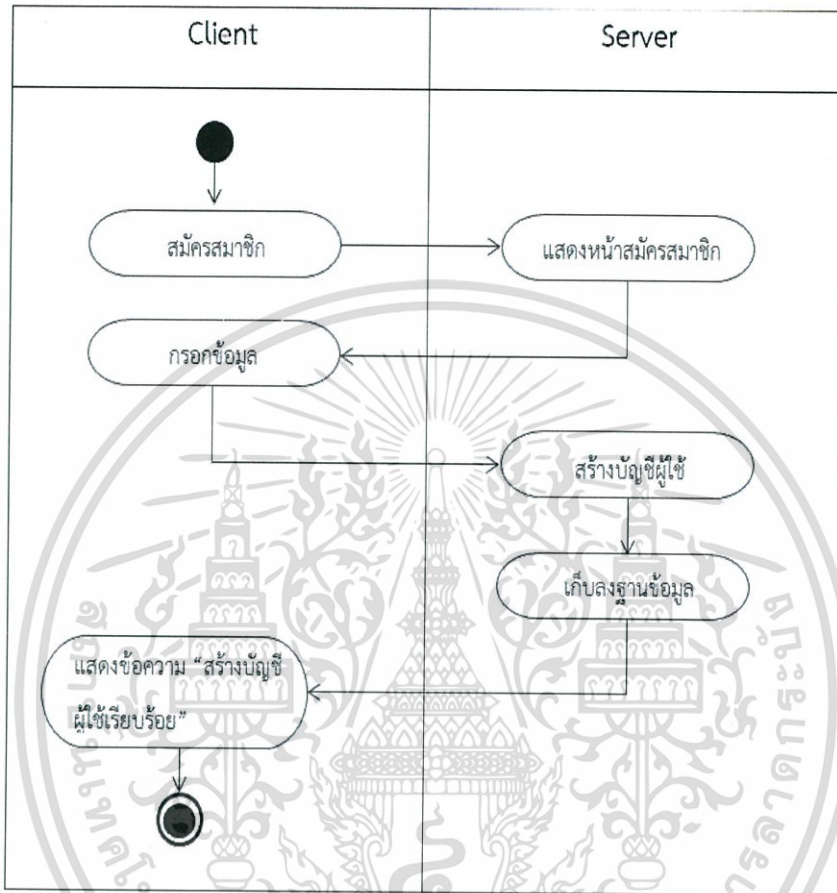 Client
Server
สมัครสมาชิก
แสดงหน้าสมัครสมาชิก
กรอกข้อมูล
สร้างบัญชีผู้ใช้
เก็บลงฐานข้อมูล
แสดงข้อความ “สร้างบัญชี
ผู้ใช้เรียบร้อย”